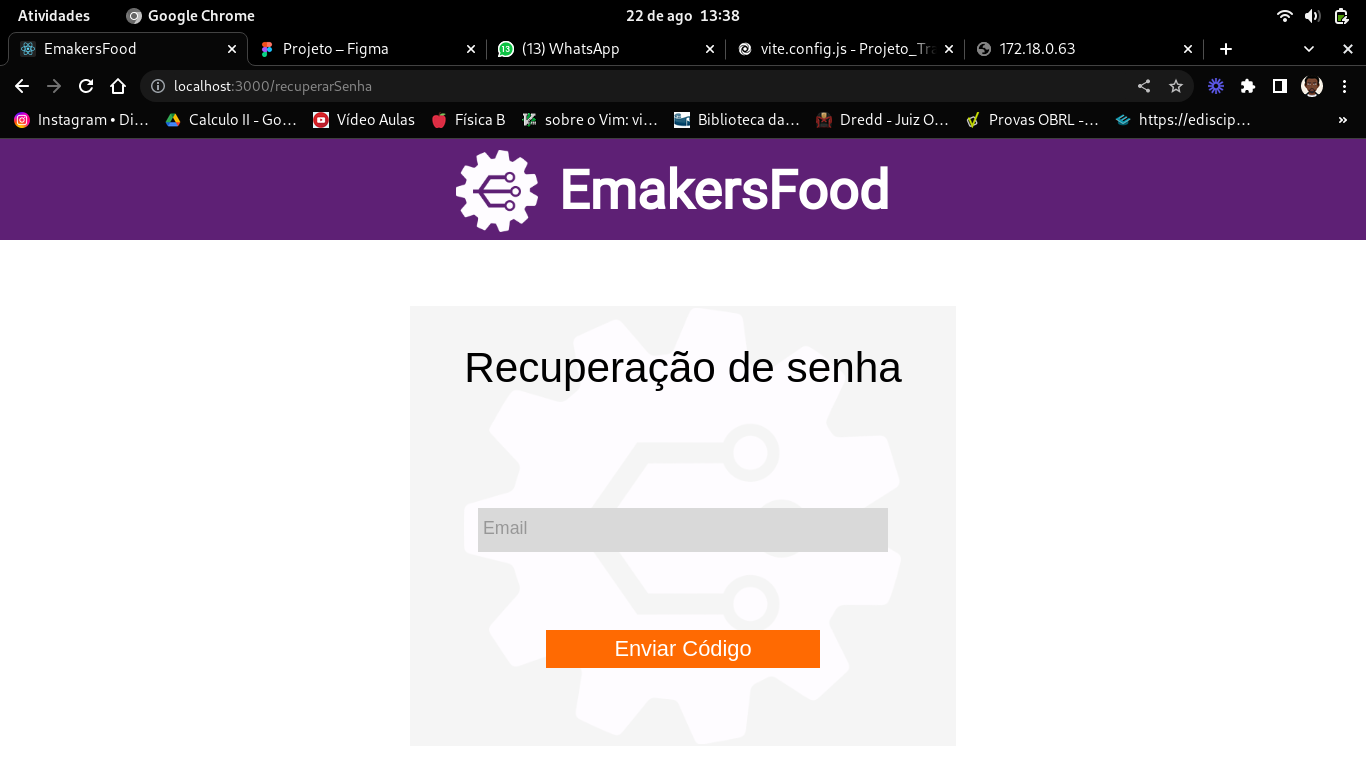 Atividades Google Chrome 22 de ago 13:38
EmakersFood Projeto – Figma (13) WhatsApp vite.config.js - Projeto_Tra 172.18.0.63
localhost:3000/recuperarSenha
Instagram • Di… Calculo II - Go… Vídeo Aulas Física B sobre o Vim: vi… Biblioteca da… Dredd - Juiz O… Provas OBRL -… https://ediscip… »
EmakersFood
Recuperação de senha
Email
Enviar Código